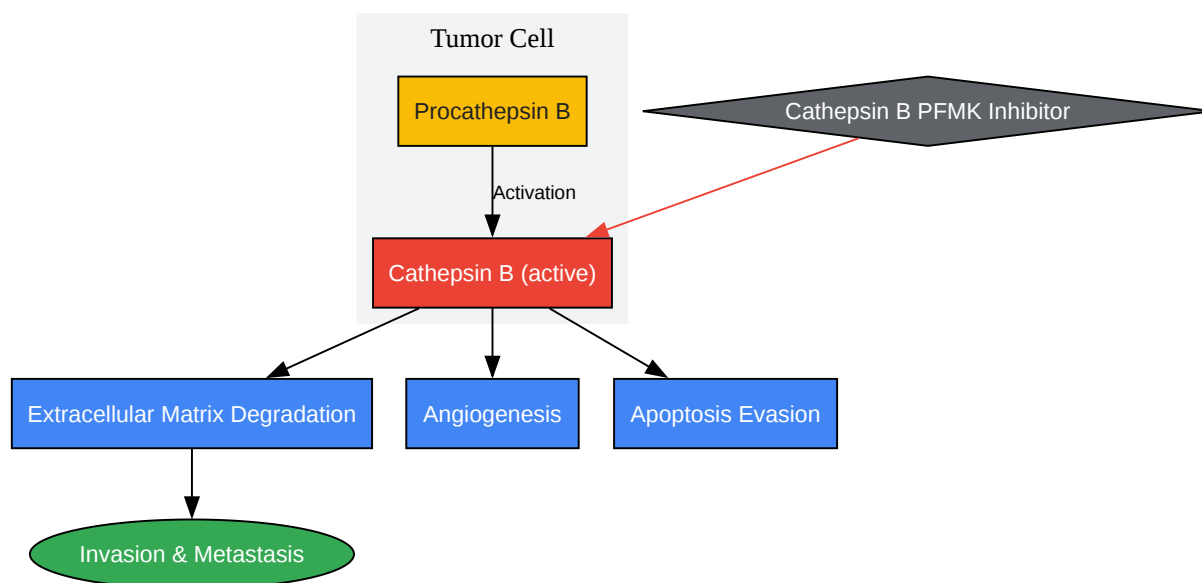 Tumor Cell
Procathepsin B
Cathepsin B PFMK Inhibitor
Activation
Cathepsin B (active)
Extracellular Matrix Degradation
Angiogenesis
Apoptosis Evasion
Invasion & Metastasis